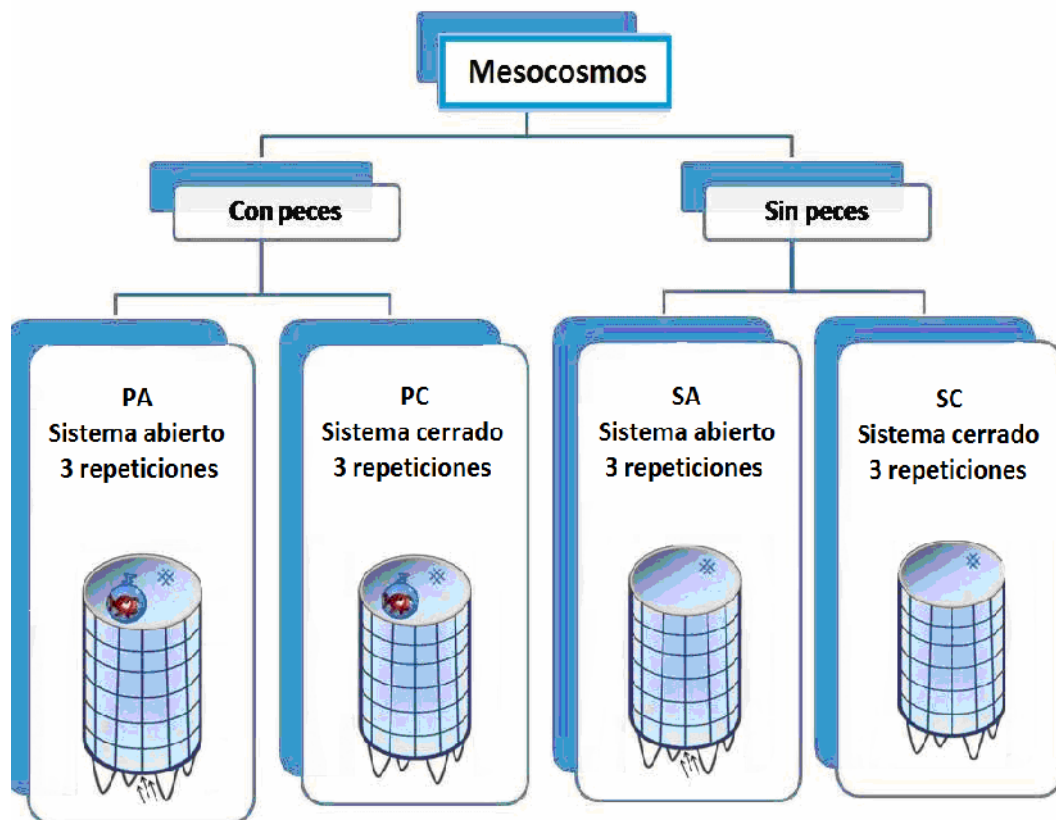 Mesocosmos
Con peces
Sin peces
PA
Sistema abierto
3 repeticiones
PC
Sistema cerrado
3 repeticiones
SA
Sistema abierto
3 repeticiones
SC
Sistema cerrado
3 repeticiones